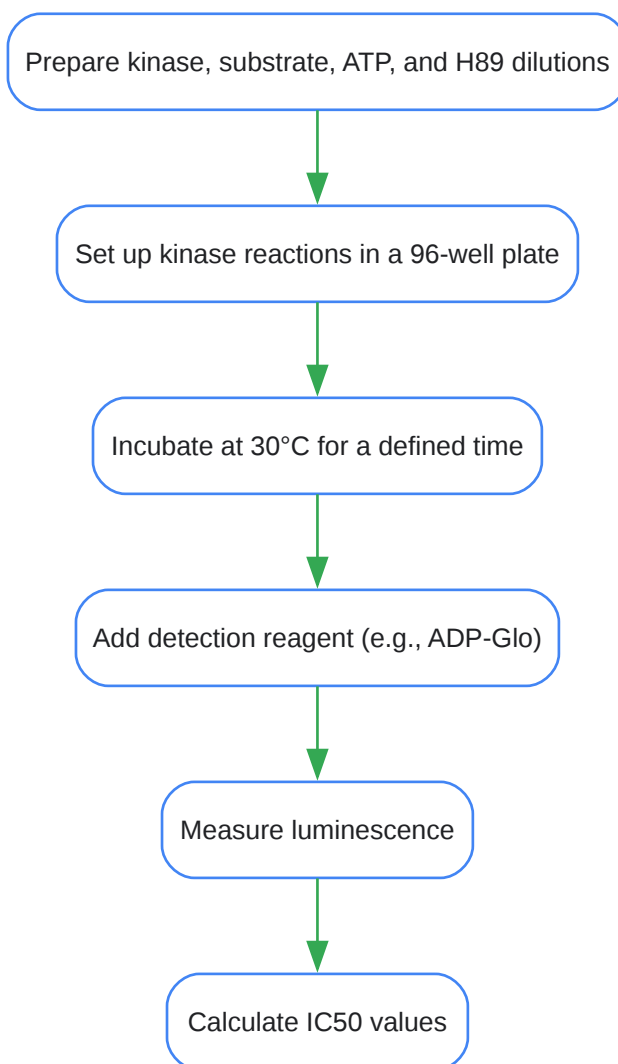 Prepare kinase, substrate, ATP, and H89 dilutions
Set up kinase reactions in a 96-well plate
Incubate at 30°C for a defined time
Add detection reagent (e.g., ADP-Glo)
Measure luminescence
Calculate IC50 values